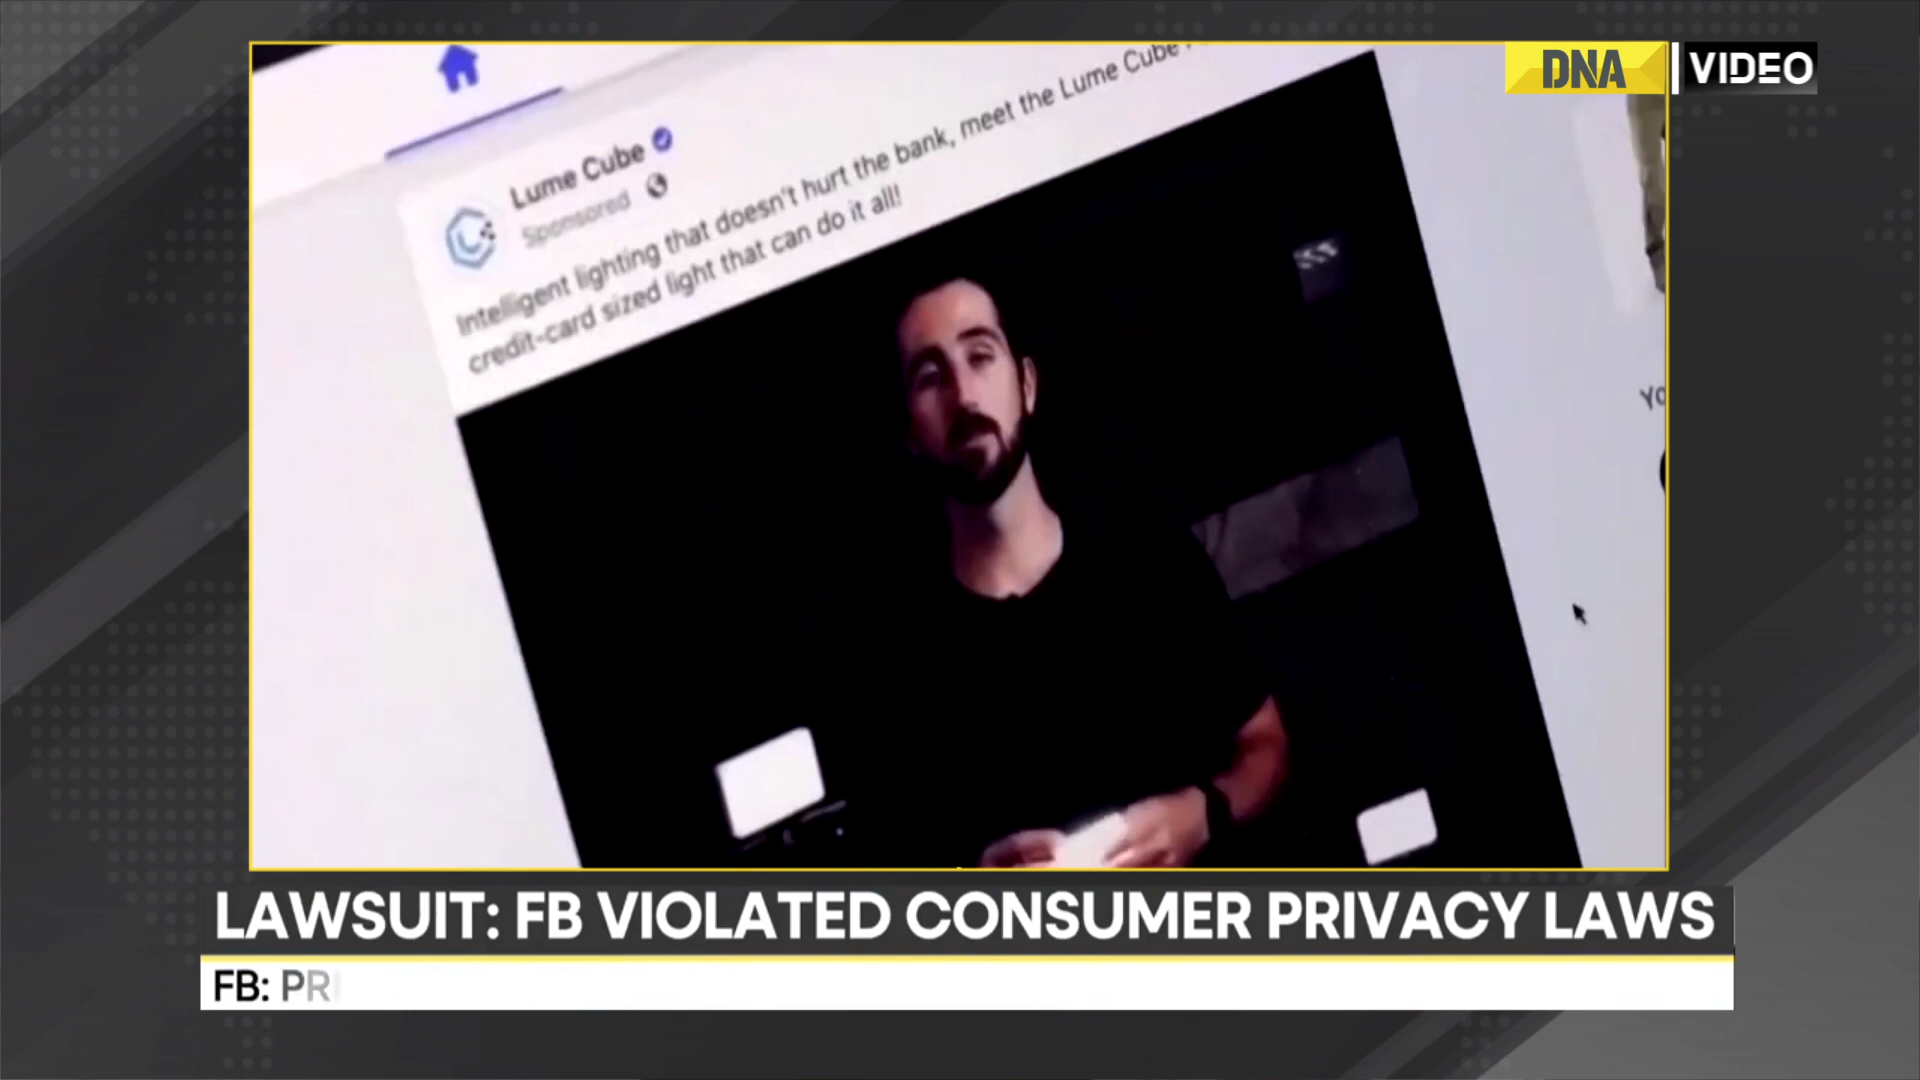 DNA VIDEO
Lume Cube
Sponsored
Intelligent lighting that doesn't hurt the bank, meet the Lume Cube
credit-card sized light that can do it all!
Yo
LAWSUIT: FB VIOLATED CONSUMER PRIVACY LAWS
FB: PR